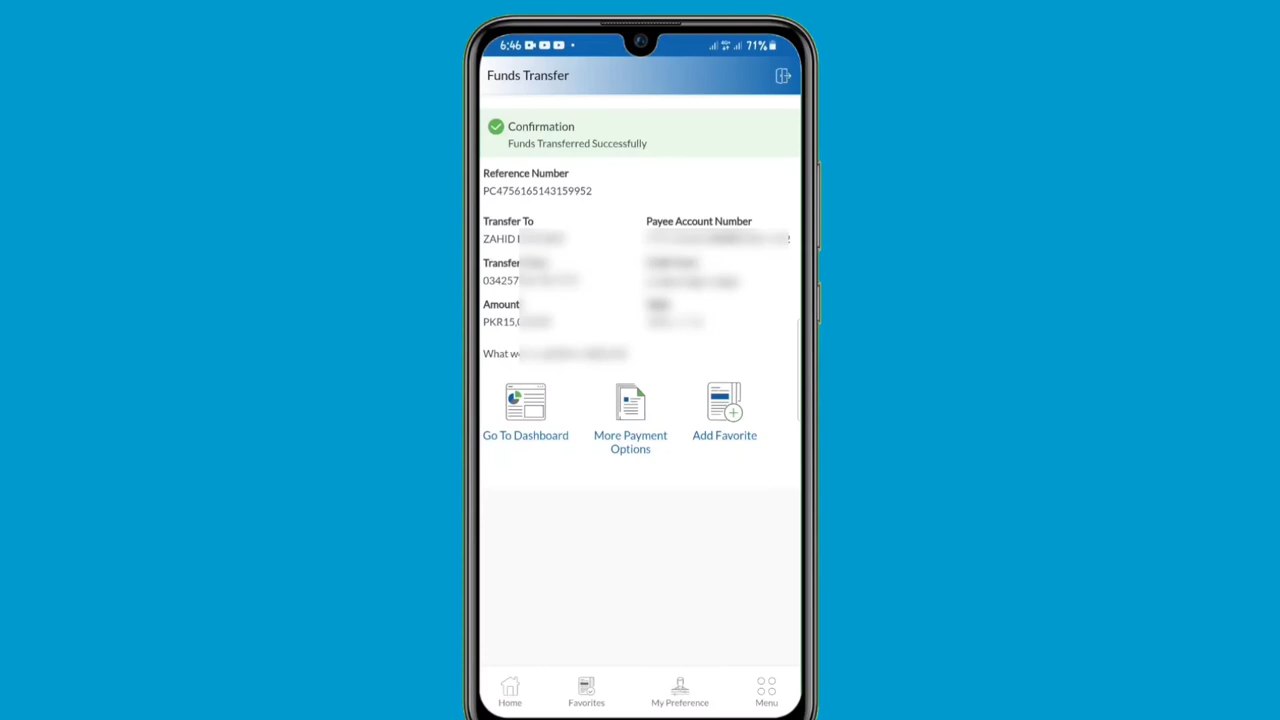 6:46 71%
Funds Transfer
Confirmation
Funds Transferred Successfully
Reference Number
PC4756165143159952
Transfer To Payee Account Number
ZAHID
Transfer
034257
Amount
PKR15,
What
Go To Dashboard
More Payment
Options
Add Favorite
Home
Favorites
My Preference
Menu